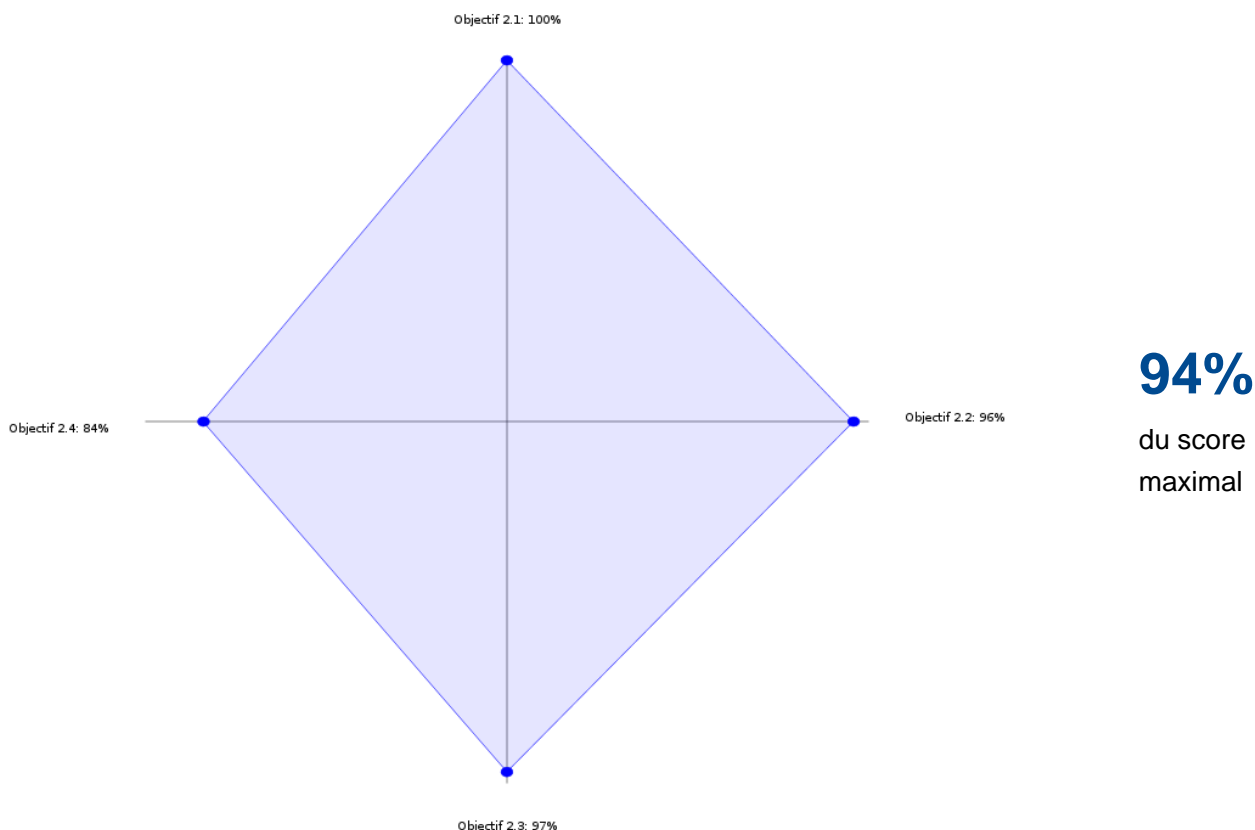 Objectif 2.1: 100%
94%
Objectif 2.2: 96%
Objectif 2.4: 84%
du score
maximal
Objectif 2.3: 97%